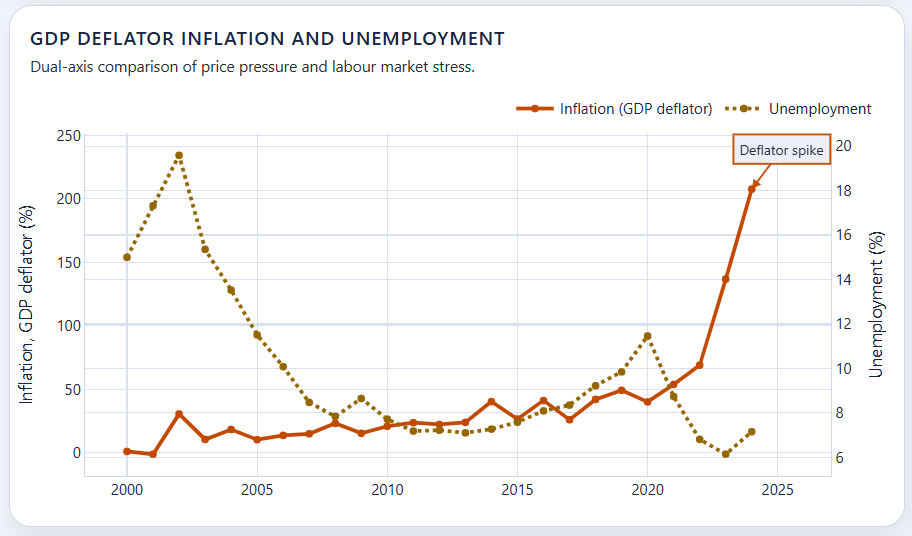 GDP DEFLATOR INFLATION AND UNEMPLOYMENT
Dual-axis comparison of price pressure and labour market stress.
Inflation (GDP deflator)
Unemployment
Deflator spike
Inflation, GDP deflator (%)
250
200
150
100
50
0
20
18
16
14
12
10
8
6
Unemployment (%)
2000
2005
2010
2015
2020
2025